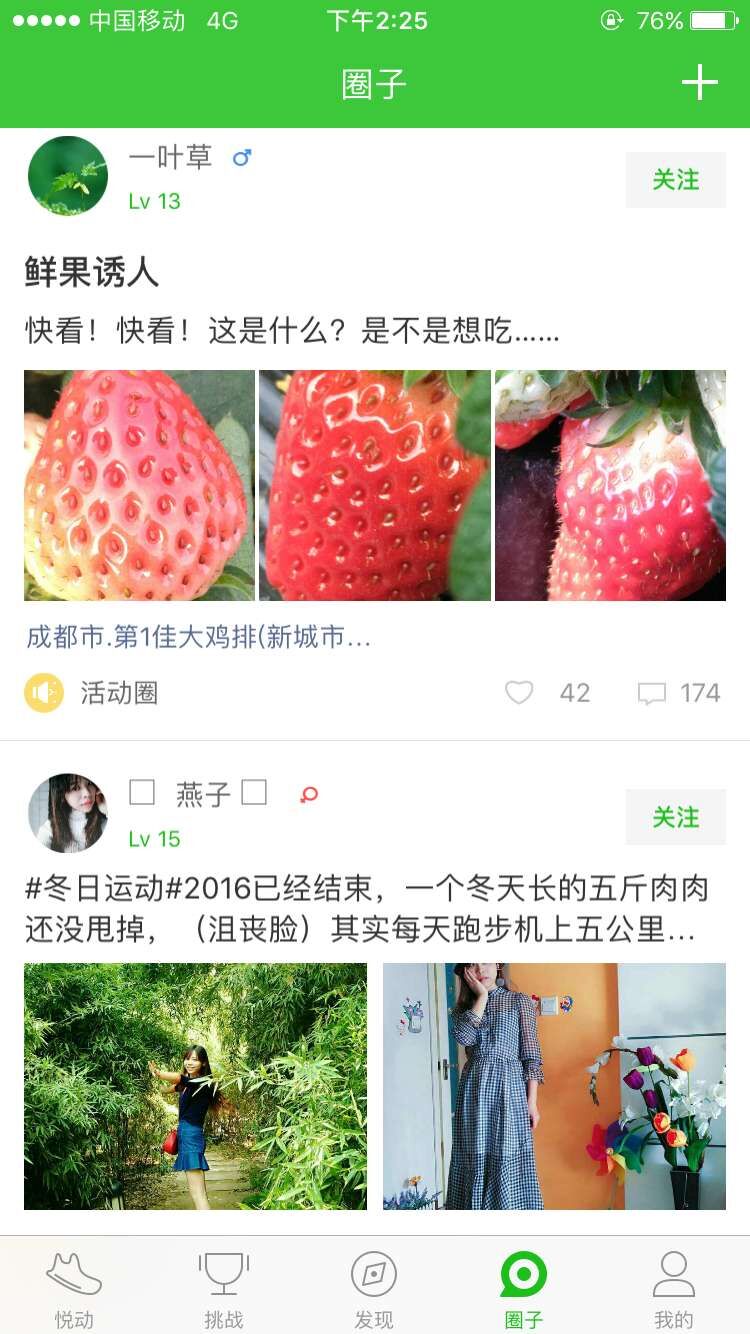 中国移动 4G 下午2:25 76%
圈子
一叶草
Lv 13
关注
鲜果诱人
快看！快看！这是什么？是不是想吃……
成都市.第1佳大鸡排(新城市...
活动圈 42 174
燕子
Lv 15
关注
#冬日运动#2016已经结束，一个冬天长的五斤肉肉
还没甩掉，（沮丧脸）其实每天跑步机上五公里...
悦动 挑战 发现 圈子 我的